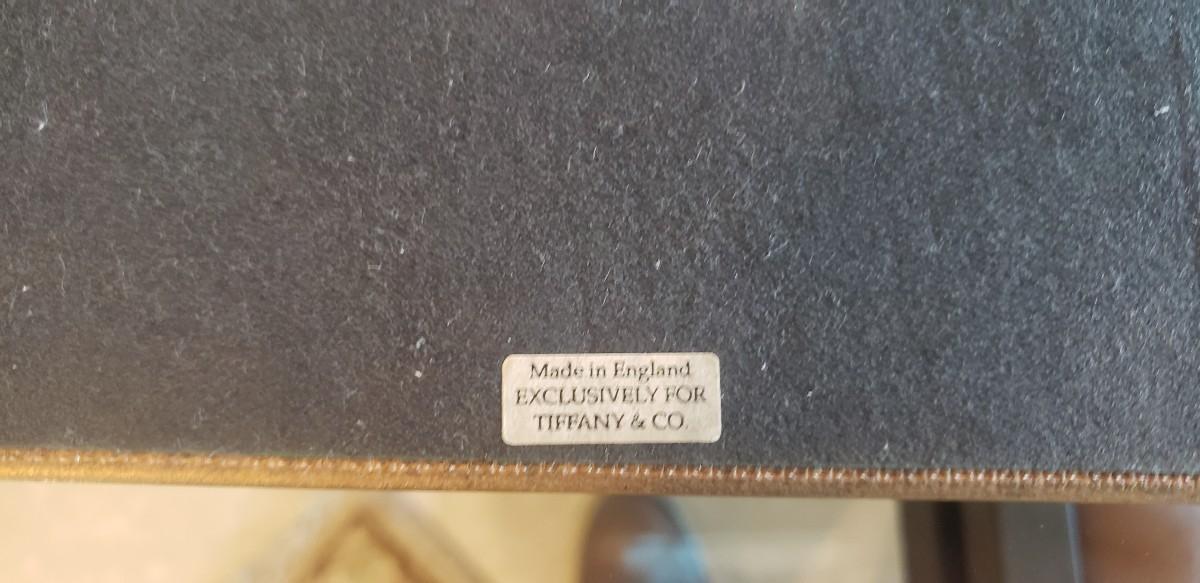 Made in England
EXCLUSIVELY FOR
TIFFANY & CO.